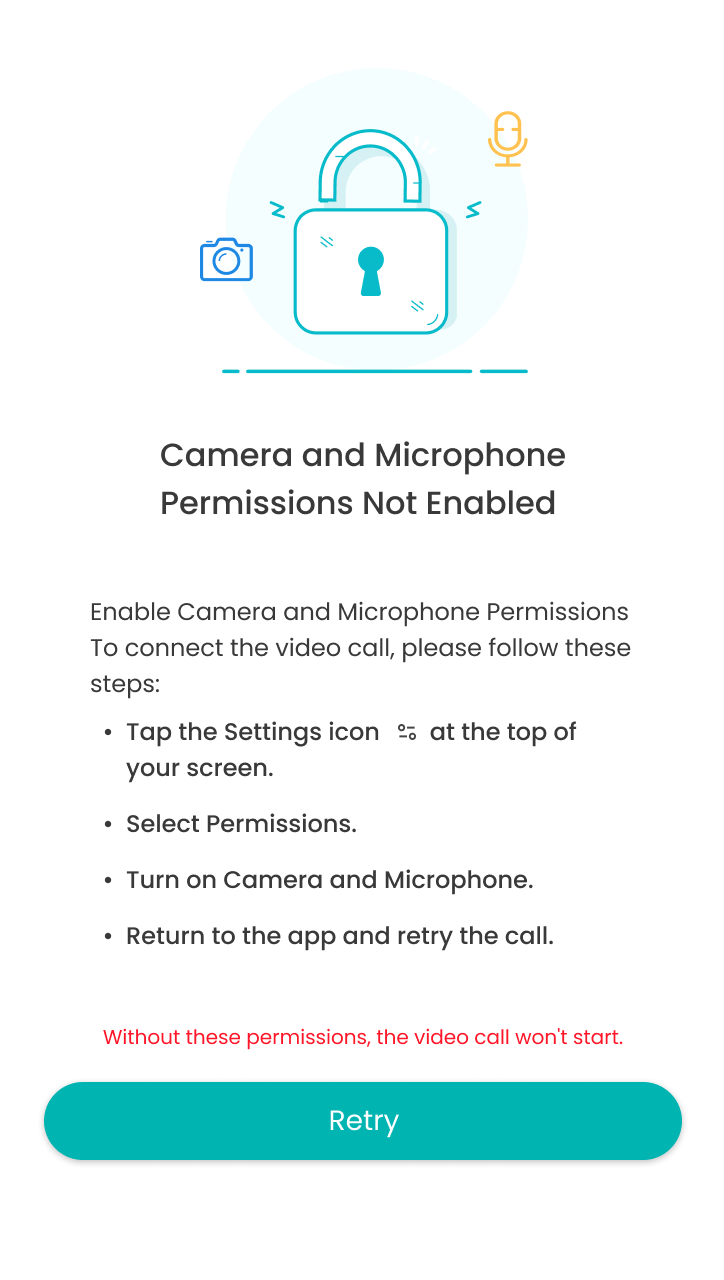 Camera and Microphone
Permissions Not Enabled
Enable Camera and Microphone Permissions
To connect the video call, please follow these
steps:
• Tap the Settings icon at the top of
your screen.
• Select Permissions.
• Turn on Camera and Microphone.
• Return to the app and retry the call.
Without these permissions, the video call won't start.
Retry